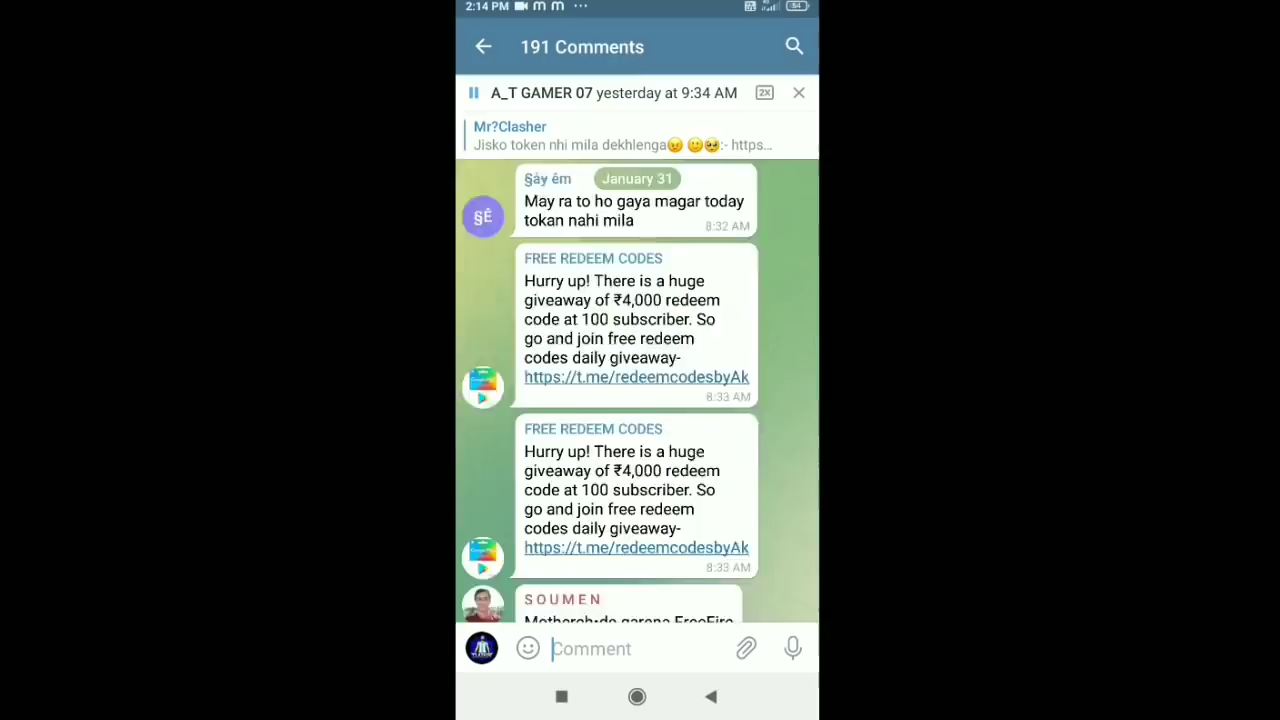 2:14 PM
54
191 Comments
A_T GAMER 07 yesterday at 9:34 AM
2X
Mr?Clasher
Jisko token nhi mila dekhlenga😠 🙂🥺:- https...
January 31
§ây êm
§Ê
May ra to ho gaya magar today
tokan nahi mila
8:32 AM
FREE REDEEM CODES
Hurry up! There is a huge
giveaway of ₹4,000 redeem
code at 100 subscriber. So
go and join free redeem
codes daily giveaway-
https://t.me/redeemcodesbyAk
8:33 AM
FREE REDEEM CODES
Hurry up! There is a huge
giveaway of ₹4,000 redeem
code at 100 subscriber. So
go and join free redeem
codes daily giveaway-
https://t.me/redeemcodesbyAk
8:33 AM
S O U M E N
garena FreeFire
Comment